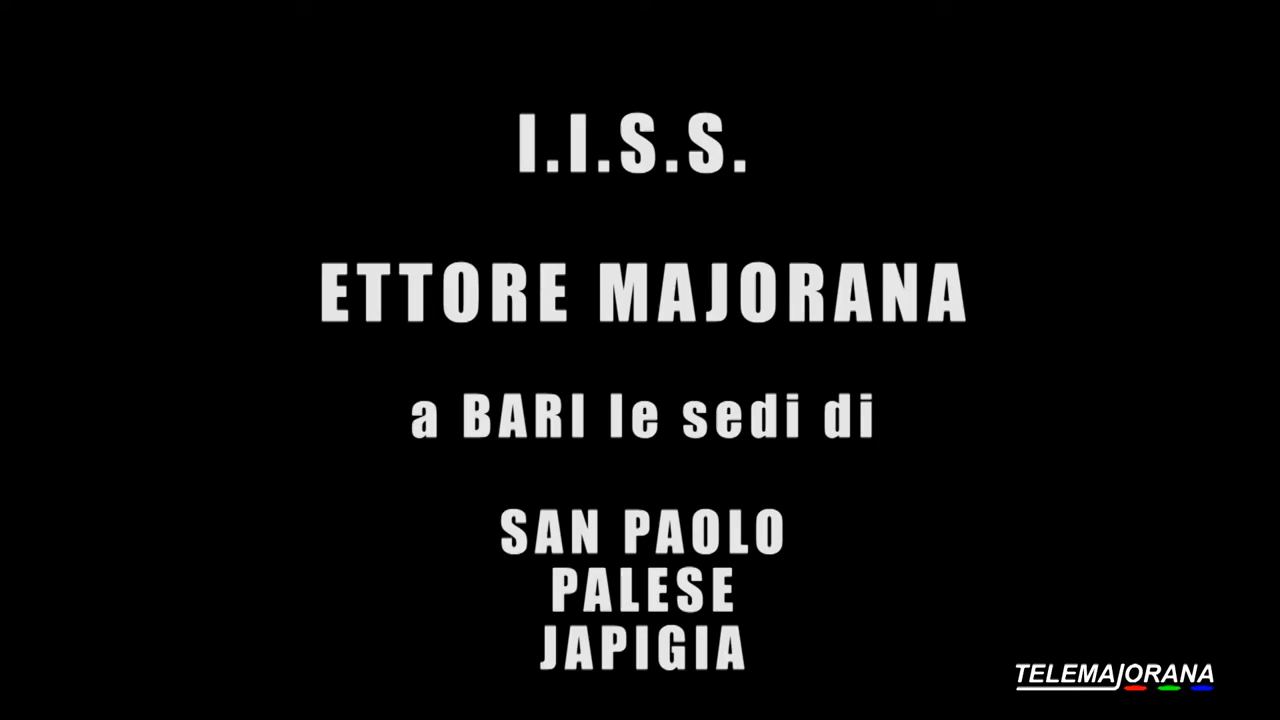 I.I.S.S.
ETTORE MAJORANA
a BARI le sedi di
SAN PAOLO
PALESE
JAPIGIA
TELEMAJORANA